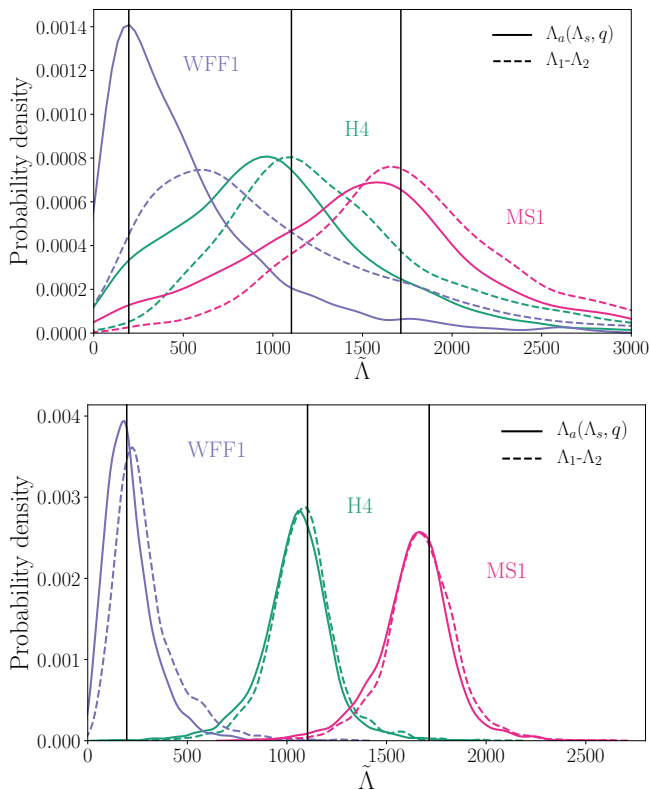 0.0014
0.0012
0.0010
0.0008
0.0006
0.0004
0.0002
0.0000
Probability density
WFF1
H4
MS1
Λₐ(Λₛ, q)
Λ₁-Λ₂
0
500
1000
1500
2000
2500
3000
Λ̃
0.004
0.003
0.002
0.001
0.000
Probability density
WFF1
H4
MS1
Λₐ(Λₛ, q)
Λ₁-Λ₂
0
500
1000
1500
2000
2500
Λ̃